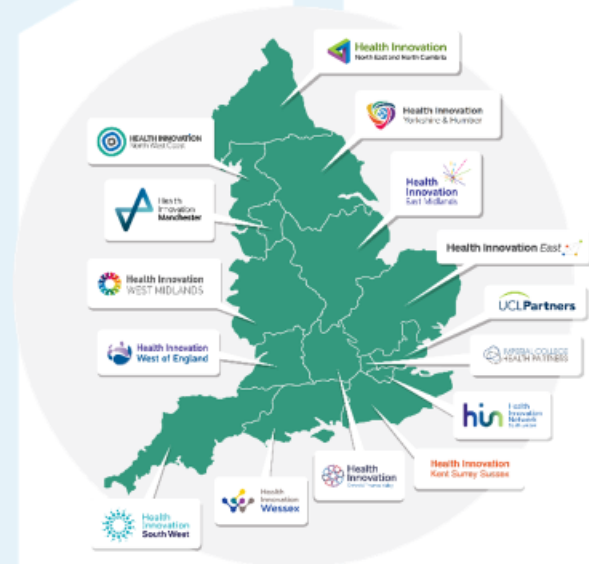 Health Innovation
North East and North Cumbria
Health Innovation
Yorkshire & Humber
HEALTH INNOVATION
North West Coast
Health
Innovation
East Midlands
Health
Innovation
Manchester
Health Innovation East
Health Innovation
WEST MIDLANDS
UCLPartners
Health Innovation
West of England
IMPERIAL COLLEGE
HEALTH PARTNERS
hin
Health
Innovation
Network
South London
Health
Innovation
Health Innovation
Kent Surrey Sussex
Health
Innovation
Wessex
Health
Innovation
South West